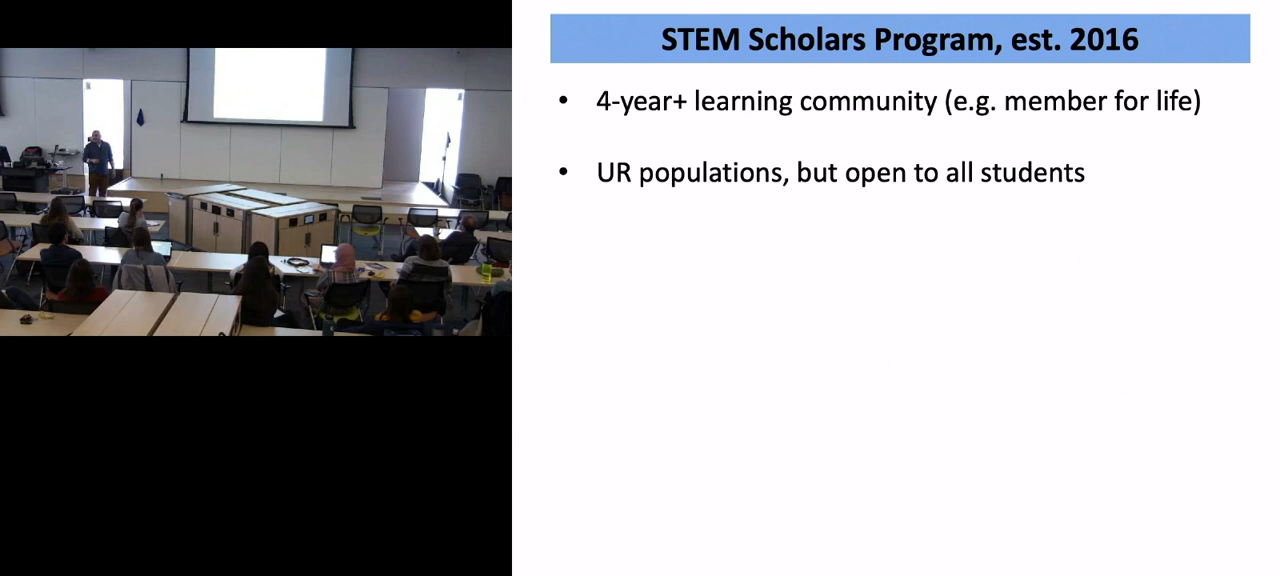 STEM Scholars Program, est. 2016
• 4-year+ learning community (e.g. member for life)
• UR populations, but open to all students